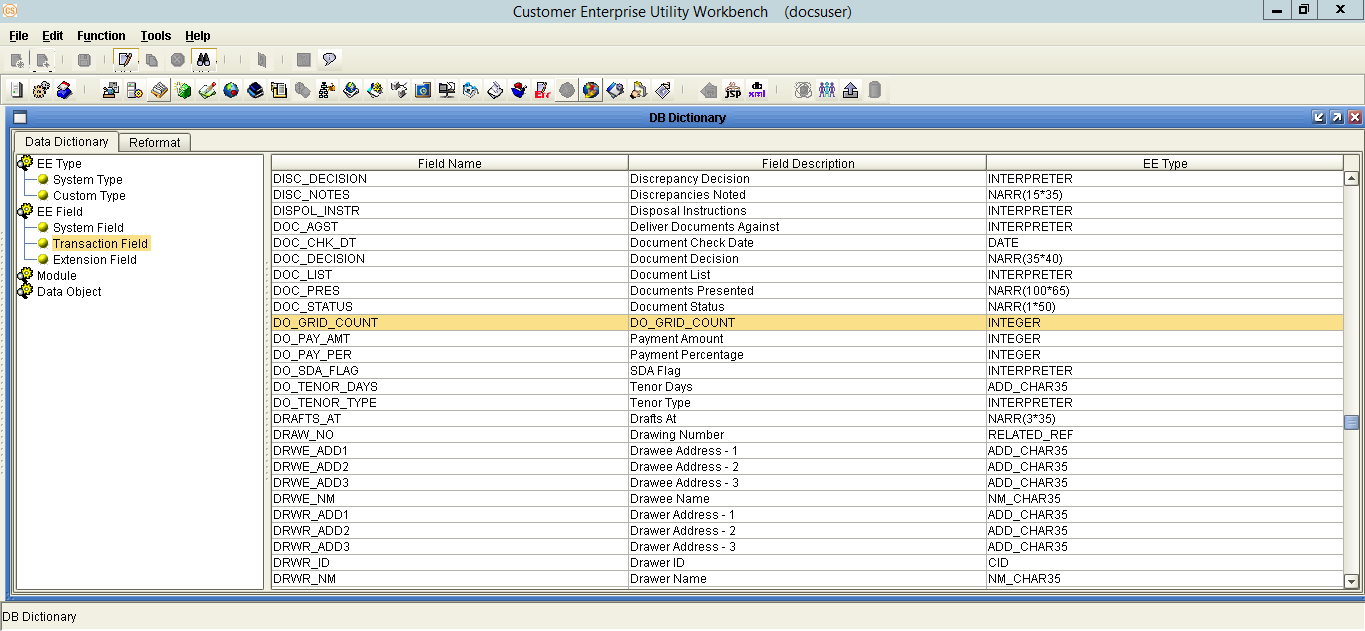 CS Customer Enterprise Utility Workbench (docsuser)
File Edit Function Tools Help
jsp xml
DB Dictionary
Data Dictionary Reformat
EE Type
System Type
Custom Type
EE Field
System Field
Transaction Field
Extension Field
Module
Data Object
Field Name Field Description EE Type
DISC_DECISION Discrepancy Decision INTERPRETER
DISC_NOTES Discrepancies Noted NARR(15*35)
DISPOL_INSTR Disposal Instructions INTERPRETER
DOC_AGST Deliver Documents Against INTERPRETER
DOC_CHK_DT Document Check Date DATE
DOC_DECISION Document Decision NARR(35*40)
DOC_LIST Document List INTERPRETER
DOC_PRES Documents Presented NARR(100*65)
DOC_STATUS Document Status NARR(1*50)
DO_GRID_COUNT DO_GRID_COUNT INTEGER
DO_PAY_AMT Payment Amount INTEGER
DO_PAY_PER Payment Percentage INTEGER
DO_SDA_FLAG SDA Flag INTERPRETER
DO_TENOR_DAYS Tenor Days ADD_CHAR35
DO_TENOR_TYPE Tenor Type INTERPRETER
DRAFTS_AT Drafts At NARR(3*35)
DRAW_NO Drawing Number RELATED_REF
DRWE_ADD1 Drawee Address - 1 ADD_CHAR35
DRWE_ADD2 Drawee Address - 2 ADD_CHAR35
DRWE_ADD3 Drawee Address - 3 ADD_CHAR35
DRWE_NM Drawee Name NM_CHAR35
DRWR_ADD1 Drawer Address - 1 ADD_CHAR35
DRWR_ADD2 Drawer Address - 2 ADD_CHAR35
DRWR_ADD3 Drawer Address - 3 ADD_CHAR35
DRWR_ID Drawer ID CID
DRWR_NM Drawer Name NM_CHAR35
DB Dictionary